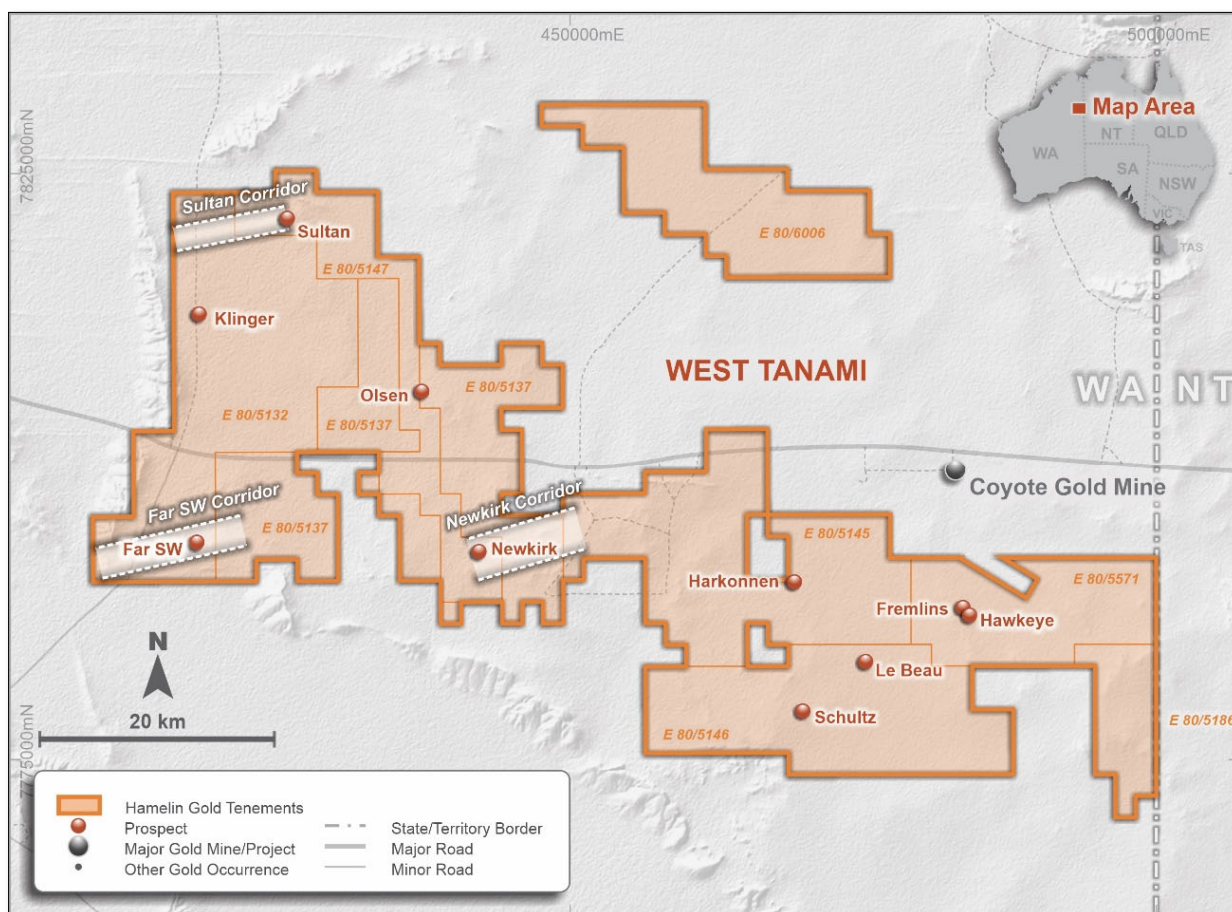 450000mE
500000mE
7825000mN
7775000mN
Map Area
WA
NT
QLD
SA
NSW
VIC
TAS
Sultan Corridor
Sultan
E 80/6006
E 80/5147
Klinger
WEST TANAMI
WA NT
Olsen
E 80/5137
E 80/5132
E 80/5137
Coyote Gold Mine
Far SW Corridor
Newkirk Corridor
E 80/5137
Far SW
Newkirk
E 80/5145
Harkonnen
E 80/5571
Fremlins
Hawkeye
Le Beau
Schultz
E 80/5146
E 80/5186
N
20 km
Hamelin Gold Tenements
Prospect
Major Gold Mine/Project
Other Gold Occurrence
State/Territory Border
Major Road
Minor Road